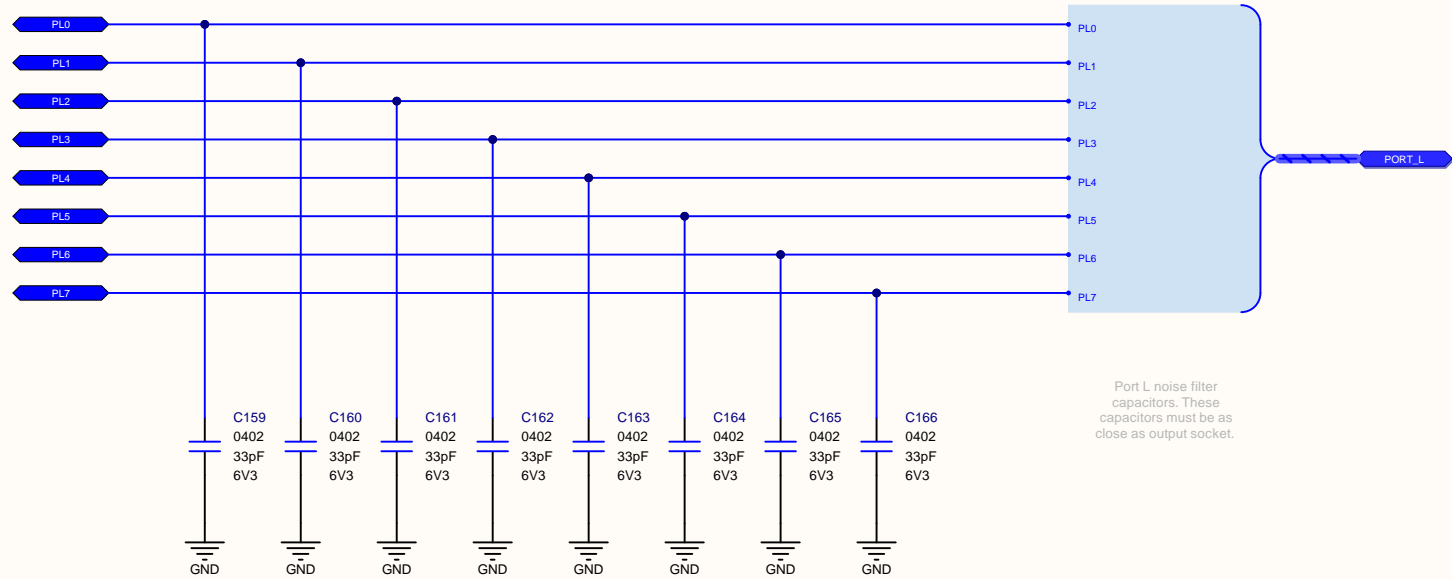 PL0
PL0
PL1
PL1
PL2
PL2
PL3
PL3
PORT_L
PL4
PL4
PL5
PL5
PL6
PL6
PL7
PL7
Port L noise filter
capacitors. These
capacitors must be as
close as output socket.
C159
0402
33pF
6V3
C160
0402
33pF
6V3
C161
0402
33pF
6V3
C162
0402
33pF
6V3
C163
0402
33pF
6V3
C164
0402
33pF
6V3
C165
0402
33pF
6V3
C166
0402
33pF
6V3
GND
GND
GND
GND
GND
GND
GND
GND